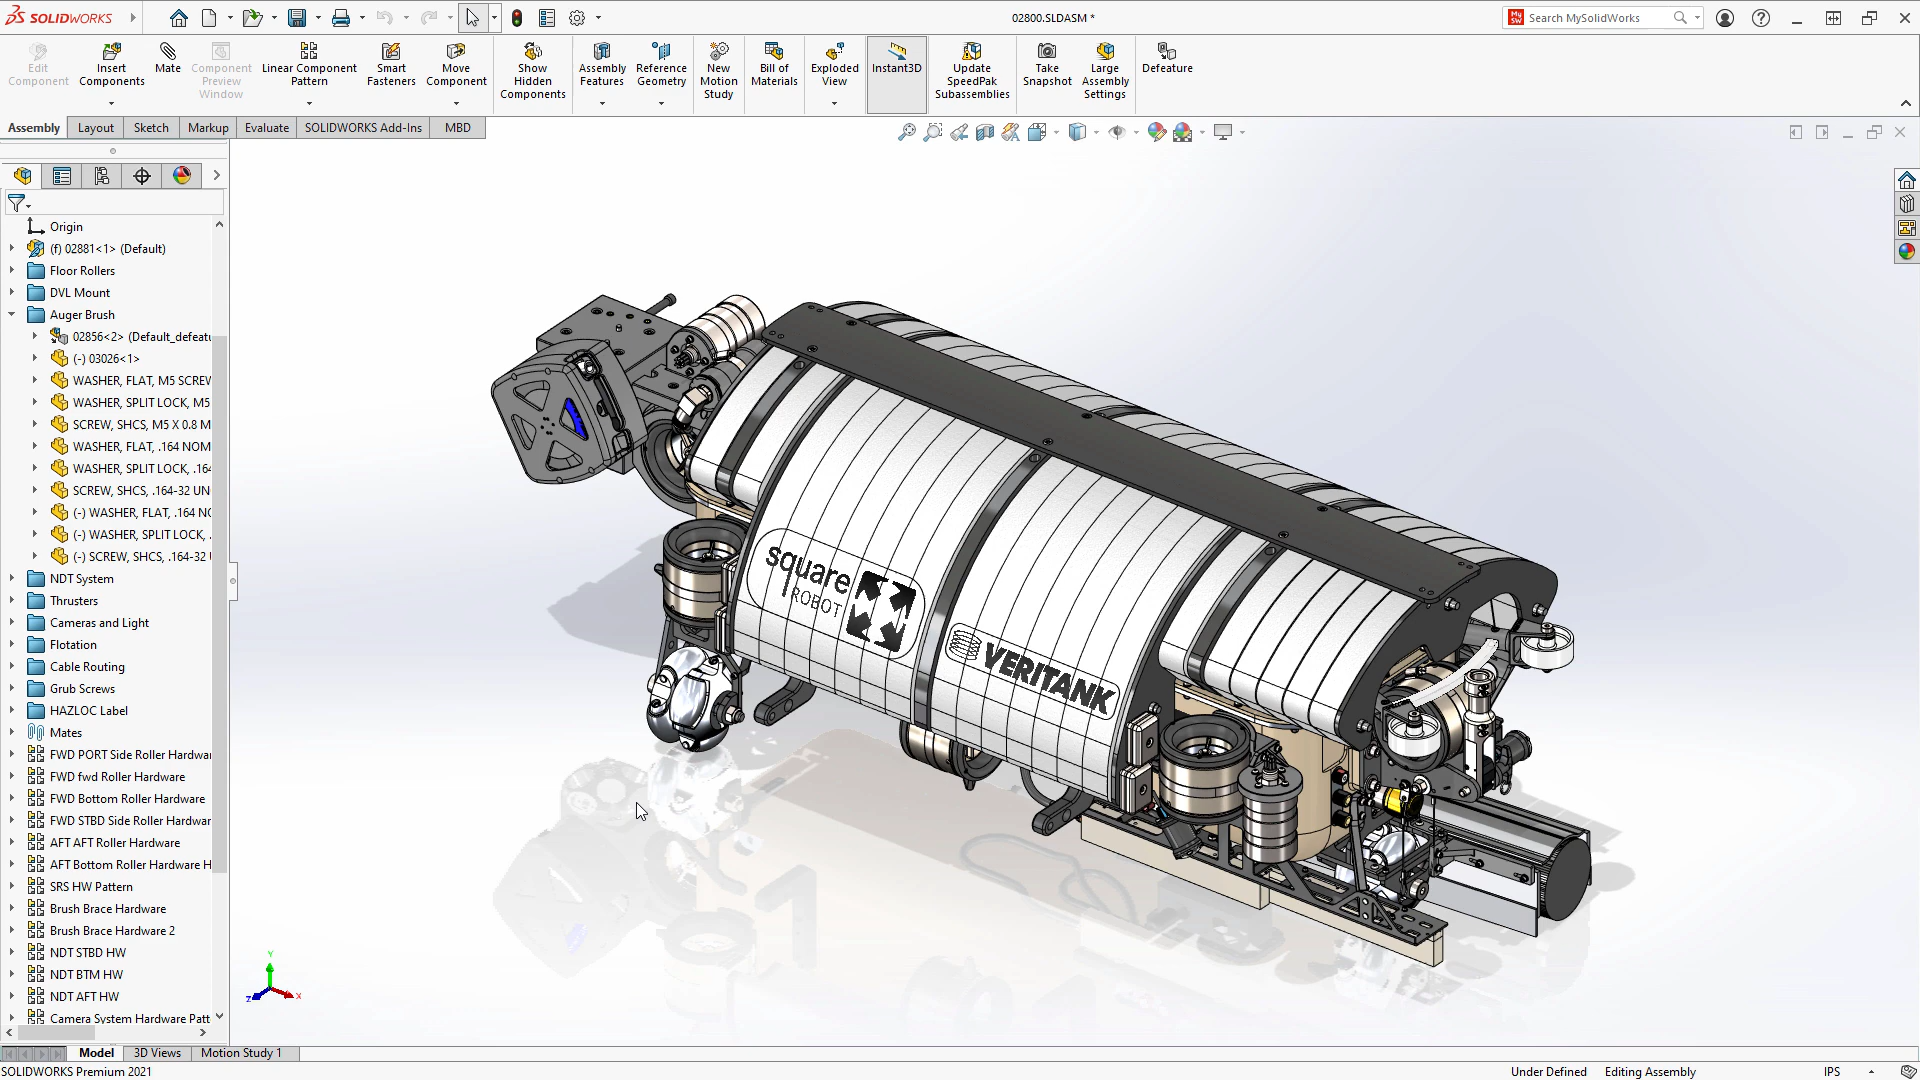 SOLIDWORKS
02800.SLDASM *
Search MySolidWorks
Edit Component
Insert Components
Mate
Component Preview Window
Linear Component Pattern
Smart Fasteners
Move Component
Show Hidden Components
Assembly Features
Reference Geometry
New Motion Study
Bill of Materials
Exploded View
Instant3D
Update SpeedPak Subassemblies
Take Snapshot
Large Assembly Settings
Defeature
Assembly
Layout
Sketch
Markup
Evaluate
SOLIDWORKS Add-Ins
MBD
Origin
(f) 02881<1> (Default)
Floor Rollers
DVL Mount
Auger Brush
02856<2> (Default_defeatu
(-) 03026<1>
WASHER, FLAT, M5 SCREW
WASHER, SPLIT LOCK, M5
SCREW, SHCS, M5 X 0.8 M
WASHER, FLAT, .164 NOM
WASHER, SPLIT LOCK, .164
SCREW, SHCS, .164-32 UN
(-) WASHER, FLAT, .164 NO
(-) WASHER, SPLIT LOCK, .
(-) SCREW, SHCS, .164-32 U
NDT System
Thrusters
Cameras and Light
Flotation
Cable Routing
Grub Screws
HAZLOC Label
Mates
FWD PORT Side Roller Hardwar
FWD fwd Roller Hardware
FWD Bottom Roller Hardware
FWD STBD Side Roller Hardwar
AFT AFT Roller Hardware
AFT Bottom Roller Hardware H
SRS HW Pattern
Brush Brace Hardware
Brush Brace Hardware 2
NDT STBD HW
NDT BTM HW
NDT AFT HW
Camera System Hardware Patt
square
ROBOT
VERITANK
Y
Z
X
Model
3D Views
Motion Study 1
SOLIDWORKS Premium 2021
Under Defined
Editing Assembly
IPS